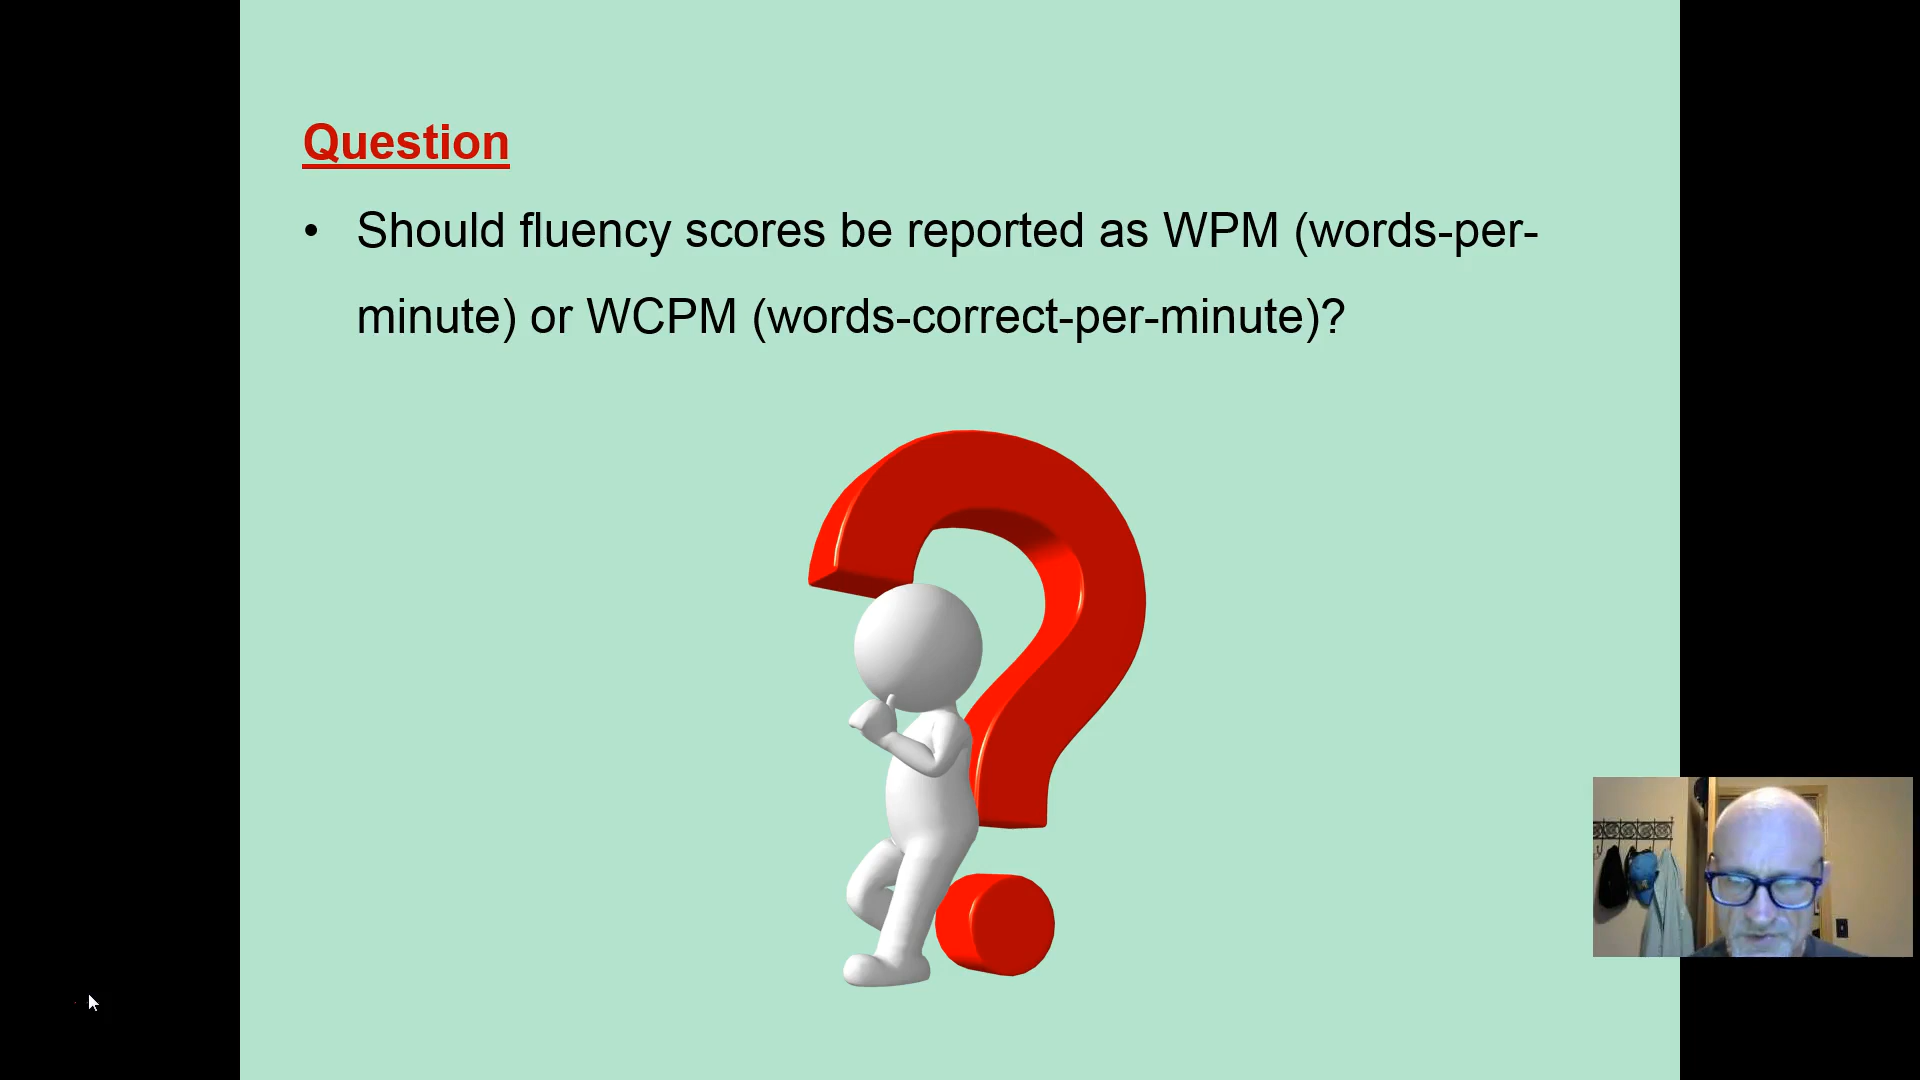 Question
• Should fluency scores be reported as WPM (words-per-
minute) or WCPM (words-correct-per-minute)?